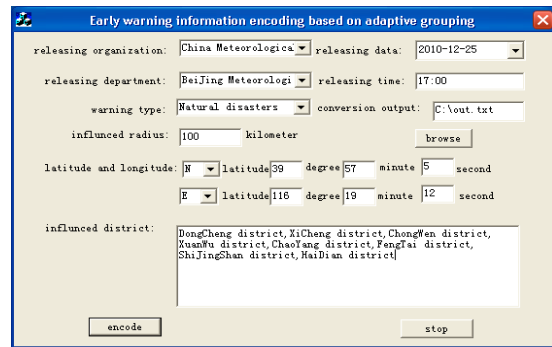 Early warning information encoding based on adaptive grouping
releasing organization: China Meteorologica releasing data: 2010-12-25
releasing department: BeiJing Meteorologi releasing time: 17:00
warning type: Natural disasters conversion output: C:\out.txt
influnced radius: 100 kilometer browse
latitude and longitude: N latitude 39 degree 57 minute 5 second
E latitude 116 degree 19 minute 12 second
influnced district: DongCheng district,XiCheng district,ChongWen district,
XuanWu district,ChaoYang district,FengTai district,
ShiJingShan district,HaiDian district
encode stop